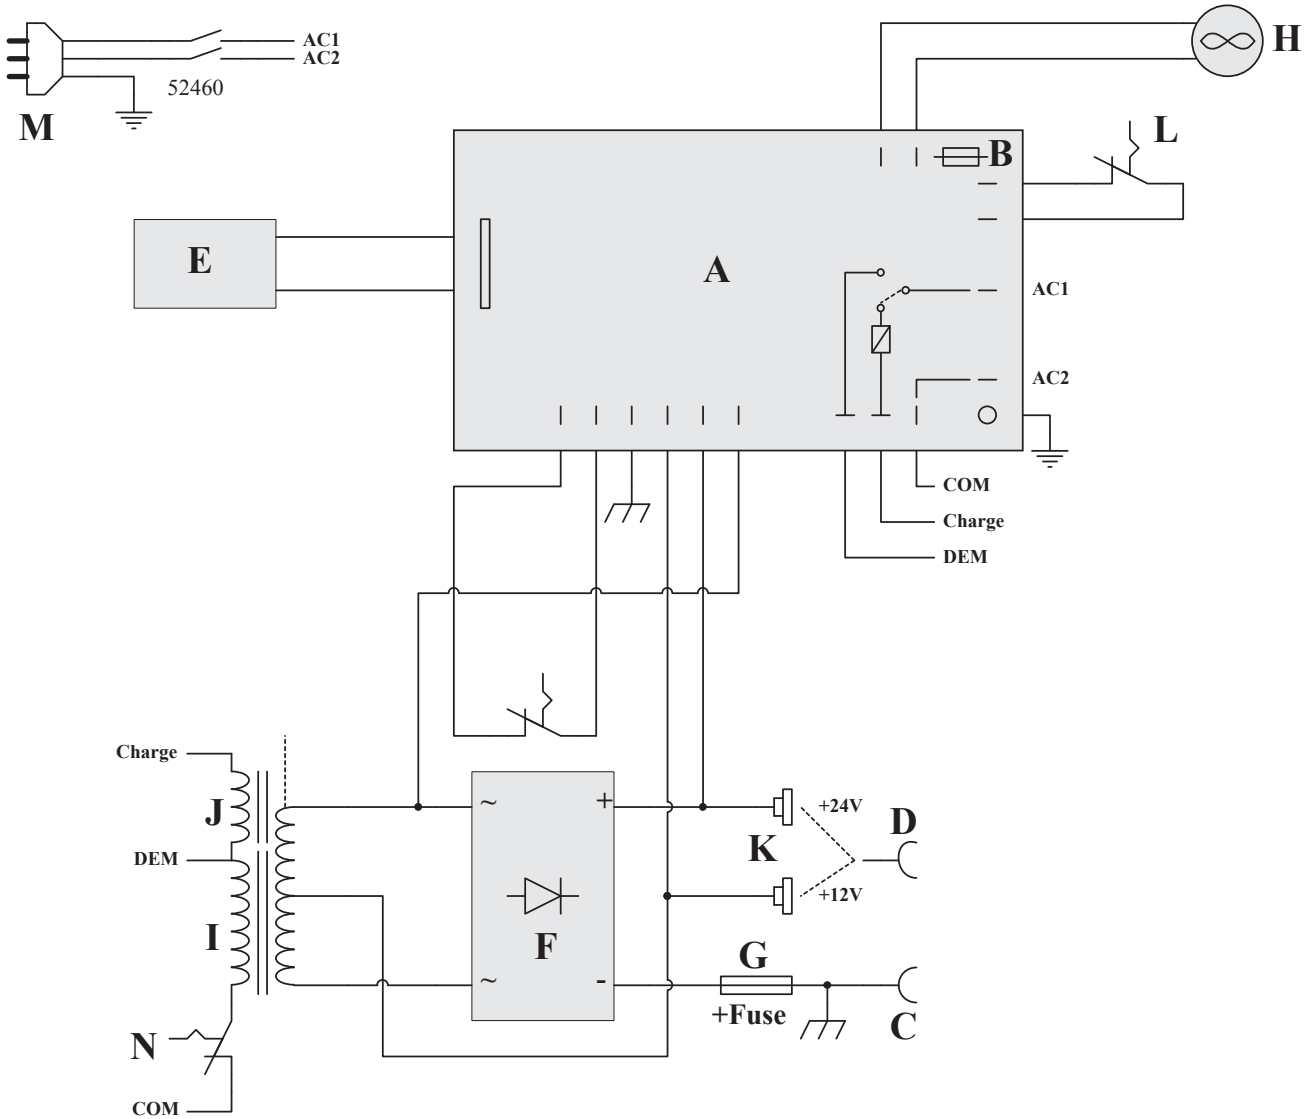 AC1
AC2
52460
M
H
L
B
E
A
AC1
AC2
COM
Charge
DEM
Charge
J
DEM
I
N
COM
~
+
~
-
F
K
+24V
+12V
D
G
+Fuse
C